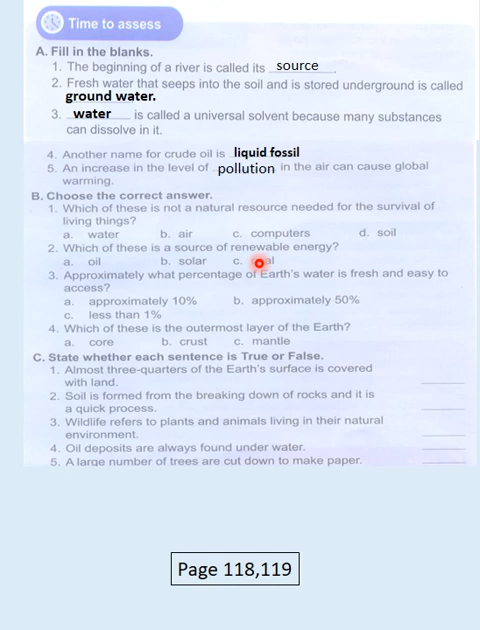 Time to assess
A. Fill in the blanks.
1. The beginning of a river is called its source.
2. Fresh water that seeps into the soil and is stored underground is called
ground water.
3. water is called a universal solvent because many substances
can dissolve in it.
4. Another name for crude oil is liquid fossil
5. An increase in the level of pollution in the air can cause global
warming.
B. Choose the correct answer.
1. Which of these is not a natural resource needed for the survival of
living things?
a. water b. air c. computers d. soil
2. Which of these is a source of renewable energy?
a. oil b. solar c.
3. Approximately what percentage of Earth's water is fresh and easy to
access?
a. approximately 10% b. approximately 50%
c. less than 1%
4. Which of these is the outermost layer of the Earth?
a. core b. crust c. mantle
C. State whether each sentence is True or False.
1. Almost three-quarters of the Earth's surface is covered
with land.
2. Soil is formed from the breaking down of rocks and it is
a quick process.
3. Wildlife refers to plants and animals living in their natural
environment.
4. Oil deposits are always found under water.
5. A large number of trees are cut down to make paper.
Page 118,119